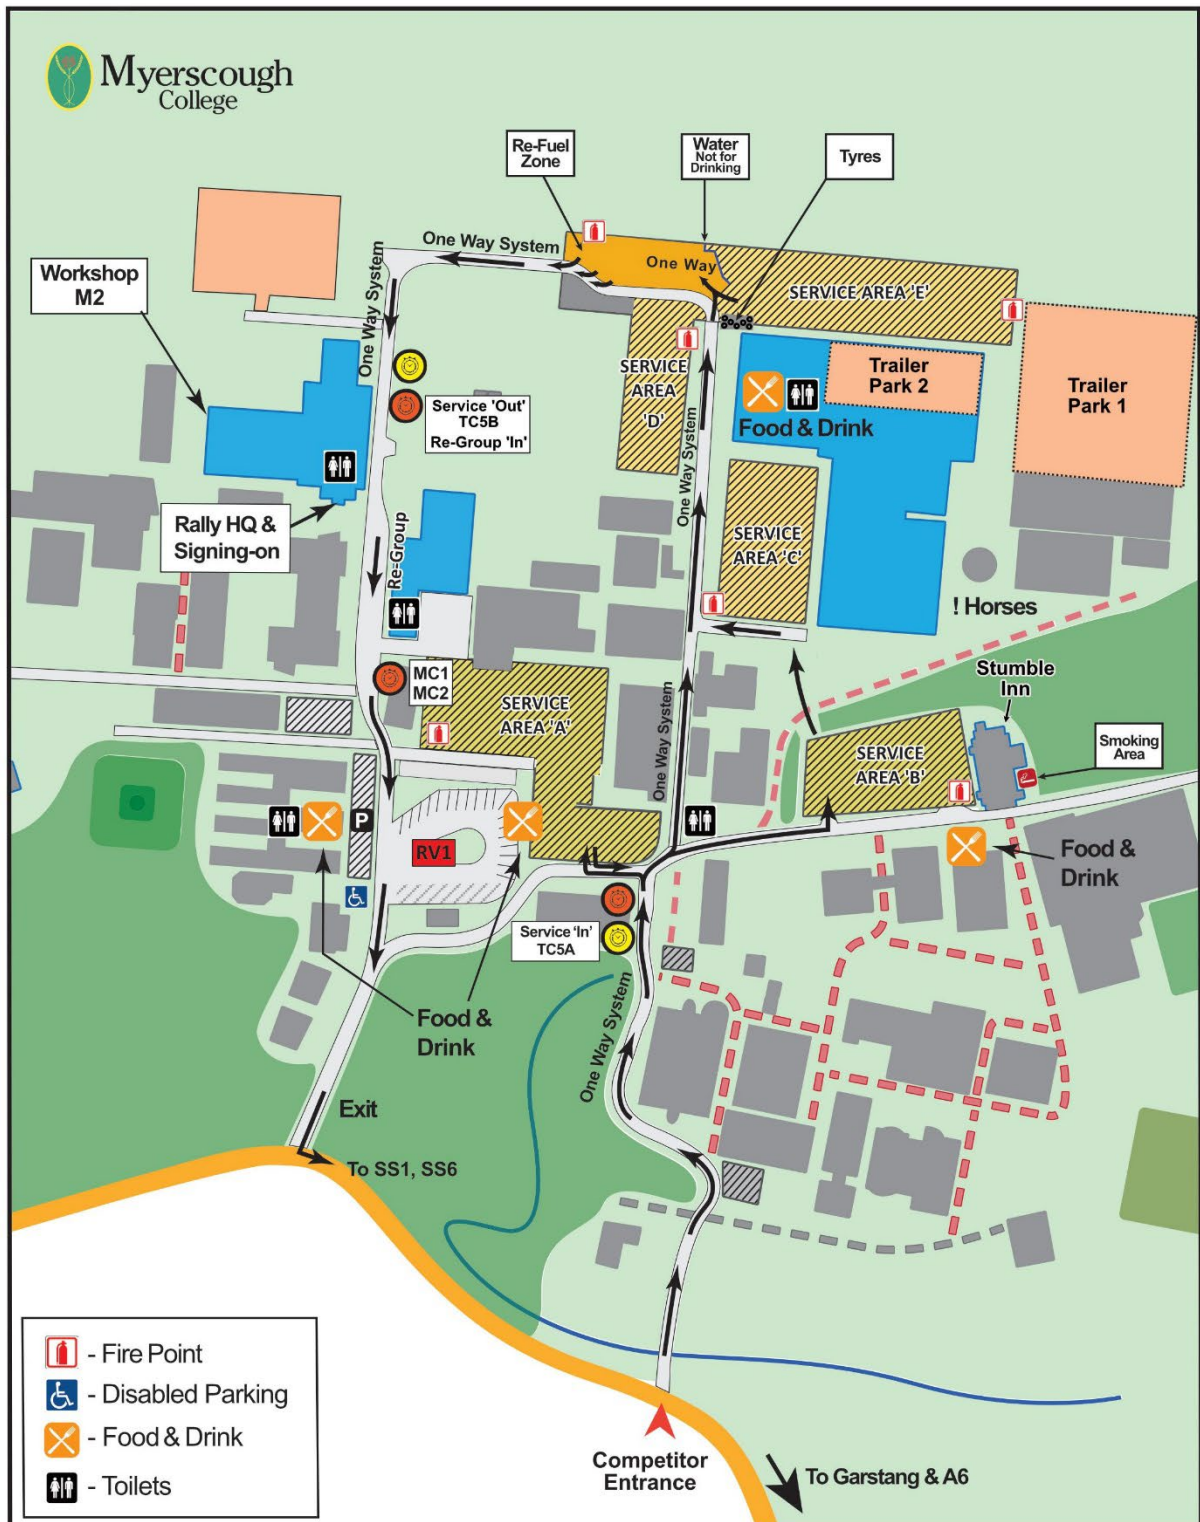 Myerscough
College
Re-Fuel
Zone
Water
Not for
Drinking
Tyres
One Way System
One Way
Workshop
M2
One Way System
SERVICE AREA 'E'
SERVICE
AREA
'D'
Trailer
Park 2
Trailer
Park 1
Service 'Out'
TC5B
Re-Group 'In'
Food & Drink
One Way System
Rally HQ &
Signing-on
Re-Group
SERVICE
AREA 'C'
! Horses
MC1
MC2
SERVICE
AREA 'A'
Stumble
Inn
One Way System
SERVICE
AREA 'B'
Smoking
Area
P
RV1
Food &
Drink
Service 'In'
TC5A
Food &
Drink
One Way System
Exit
To SS1, SS6
- Fire Point
- Disabled Parking
- Food & Drink
- Toilets
Competitor
Entrance
To Garstang & A6